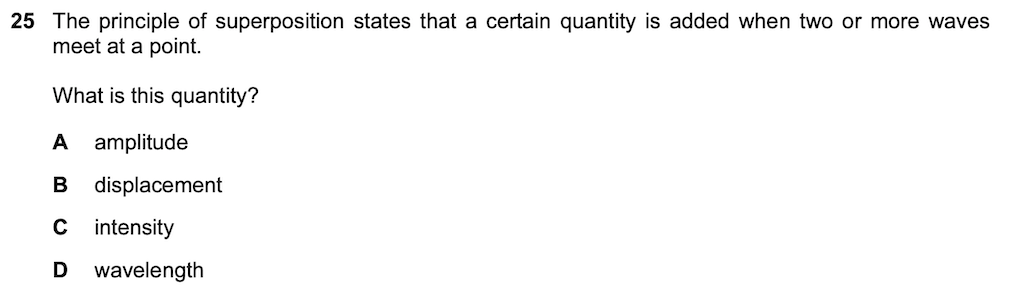 25 The principle of superposition states that a certain quantity is added when two or more waves
meet at a point.
What is this quantity?
A amplitude
B displacement
C intensity
D wavelength